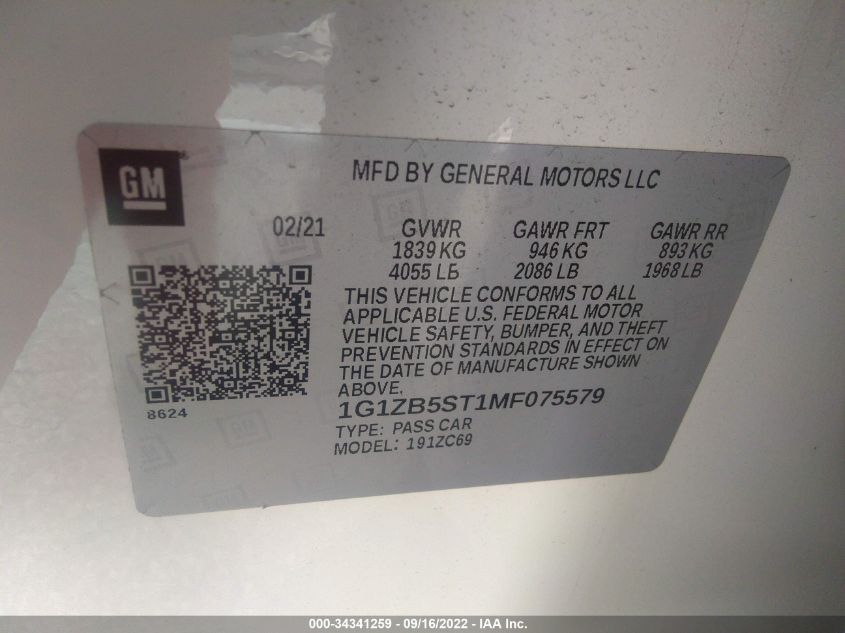 GM
MFD BY GENERAL MOTORS LLC
02/21 GVWR GAWR FRT GAWR RR
1839 KG 946 KG 893 KG
4055 LB 2086 LB 1968 LB
THIS VEHICLE CONFORMS TO ALL
APPLICABLE U.S. FEDERAL MOTOR
VEHICLE SAFETY, BUMPER, AND THEFT
PREVENTION STANDARDS IN EFFECT ON
THE DATE OF MANUFACTURE SHOWN
ABOVE.
8624
1G1ZB5ST1MF075579
TYPE: PASS CAR
MODEL: 191ZC69
000-34341259 - 09/16/2022 - IAA Inc.